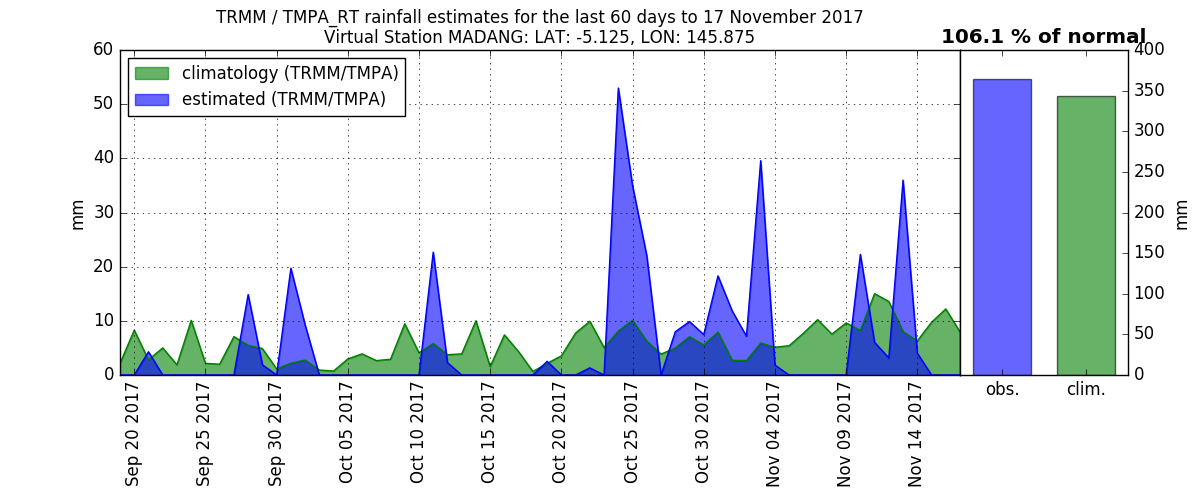 TRMM / TMPA_RT rainfall estimates for the last 60 days to 17 November 2017
Virtual Station MADANG: LAT: -5.125, LON: 145.875
106.1 % of normal
climatology (TRMM/TMPA)
estimated (TRMM/TMPA)
mm
60
50
40
30
20
10
0
Sep 20 2017
Sep 25 2017
Sep 30 2017
Oct 05 2017
Oct 10 2017
Oct 15 2017
Oct 20 2017
Oct 25 2017
Oct 30 2017
Nov 04 2017
Nov 09 2017
Nov 14 2017
obs.
clim.
400
350
300
250
200
150
100
50
0
mm